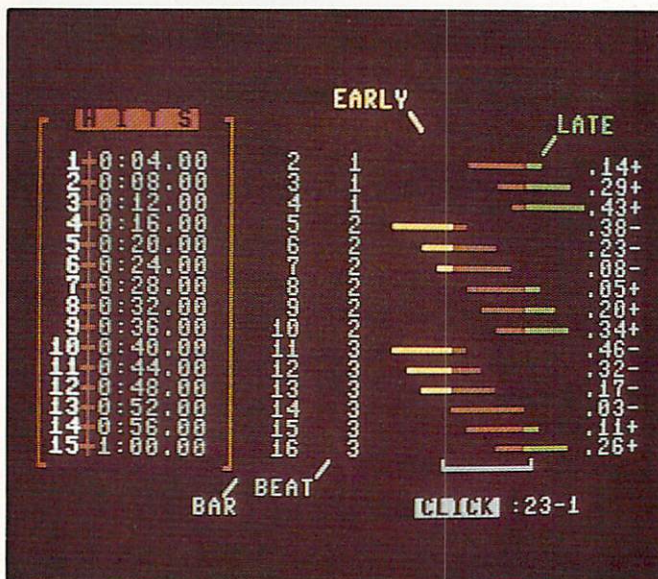 EARLY
LATE
HITS
1 0:04.00 2 1 .14+
2 0:08.00 3 1 .29+
3 0:12.00 4 1 .43+
4 0:16.00 5 2 .38-
5 0:20.00 6 2 .23-
6 0:24.00 7 2 .08-
7 0:28.00 8 2 .05+
8 0:32.00 9 2 .20+
9 0:36.00 10 2 .34+
10 0:40.00 11 3 .46-
11 0:44.00 12 3 .32-
12 0:48.00 13 3 .17-
13 0:52.00 14 3 .03-
14 0:56.00 15 3 .11+
15 1:00.00 16 3 .26+
BAR BEAT CLICK :23-1